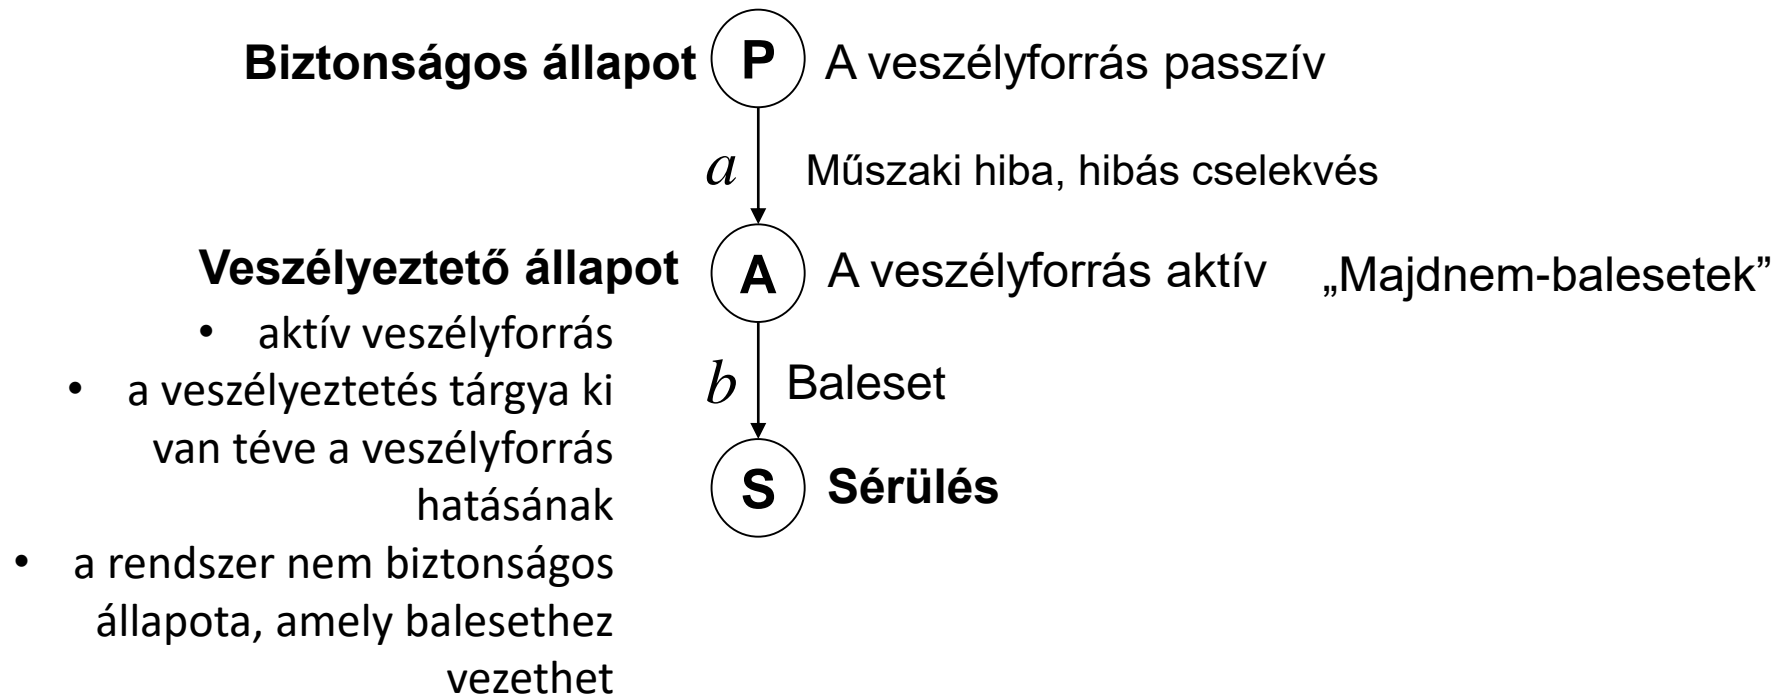 Biztonságos állapot P A veszélyforrás passzív
a Műszaki hiba, hibás cselekvés
Veszélyeztető állapot A A veszélyforrás aktív „Majdnem-balesetek”
• aktív veszélyforrás
• a veszélyeztetés tárgya ki
van téve a veszélyforrás
hatásának
• a rendszer nem biztonságos
állapota, amely balesethez
vezethet
b Baleset
S Sérülés